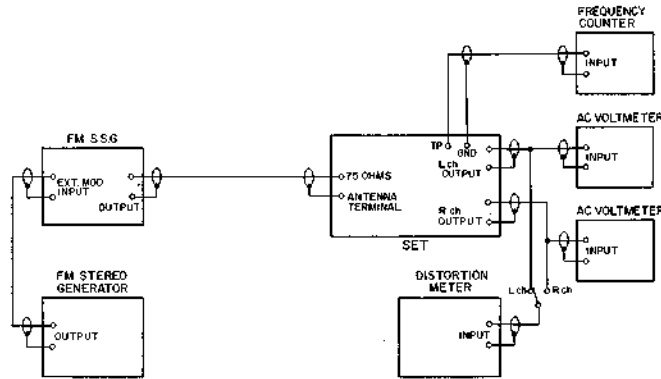 FREQUENCY
COUNTER
INPUT
AC VOLTMETER
INPUT
FM S.S.G
EXT. MOD
INPUT
OUTPUT
TP
GND
L ch
OUTPUT
75 OHMS
ANTENNA
TERMINAL
R ch
OUTPUT
SET
AC VOLTMETER
INPUT
FM STEREO
GENERATOR
OUTPUT
DISTORTION
METER
L ch
R ch
INPUT